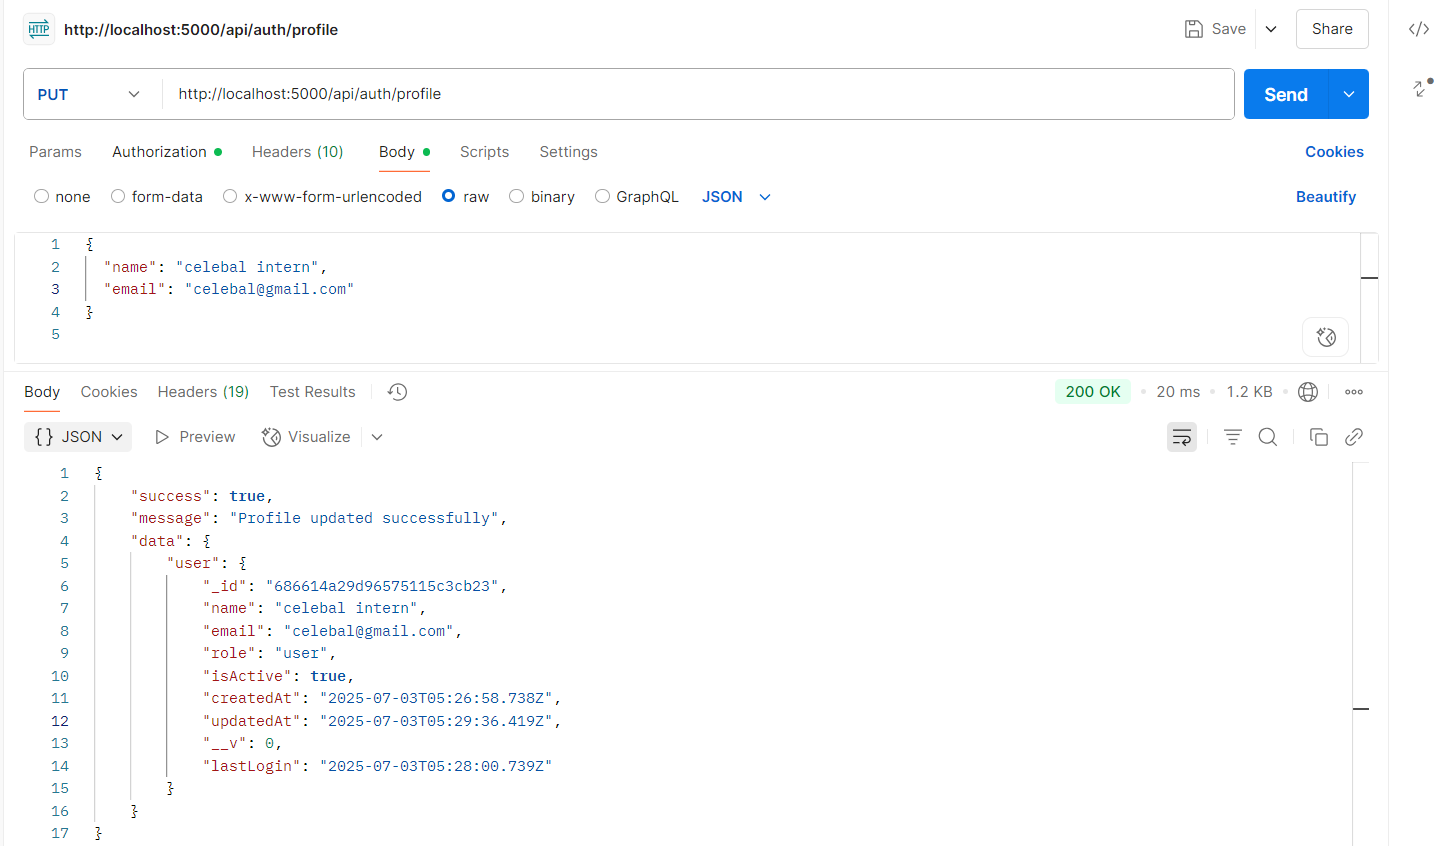 HTTP http://localhost:5000/api/auth/profile Save Share
PUT http://localhost:5000/api/auth/profile Send
Params Authorization Headers (10) Body Scripts Settings Cookies
none form-data x-www-form-urlencoded raw binary GraphQL JSON Beautify
1 {
2 "name": "celebal intern",
3 "email": "celebal@gmail.com"
4 }
5
Body Cookies Headers (19) Test Results 200 OK • 20 ms • 1.2 KB •
{} JSON Preview Visualize
1 {
2 "success": true,
3 "message": "Profile updated successfully",
4 "data": {
5 "user": {
6 "_id": "686614a29d96575115c3cb23",
7 "name": "celebal intern",
8 "email": "celebal@gmail.com",
9 "role": "user",
10 "isActive": true,
11 "createdAt": "2025-07-03T05:26:58.738Z",
12 "updatedAt": "2025-07-03T05:29:36.419Z",
13 "__v": 0,
14 "lastLogin": "2025-07-03T05:28:00.739Z"
15 }
16 }
17 }